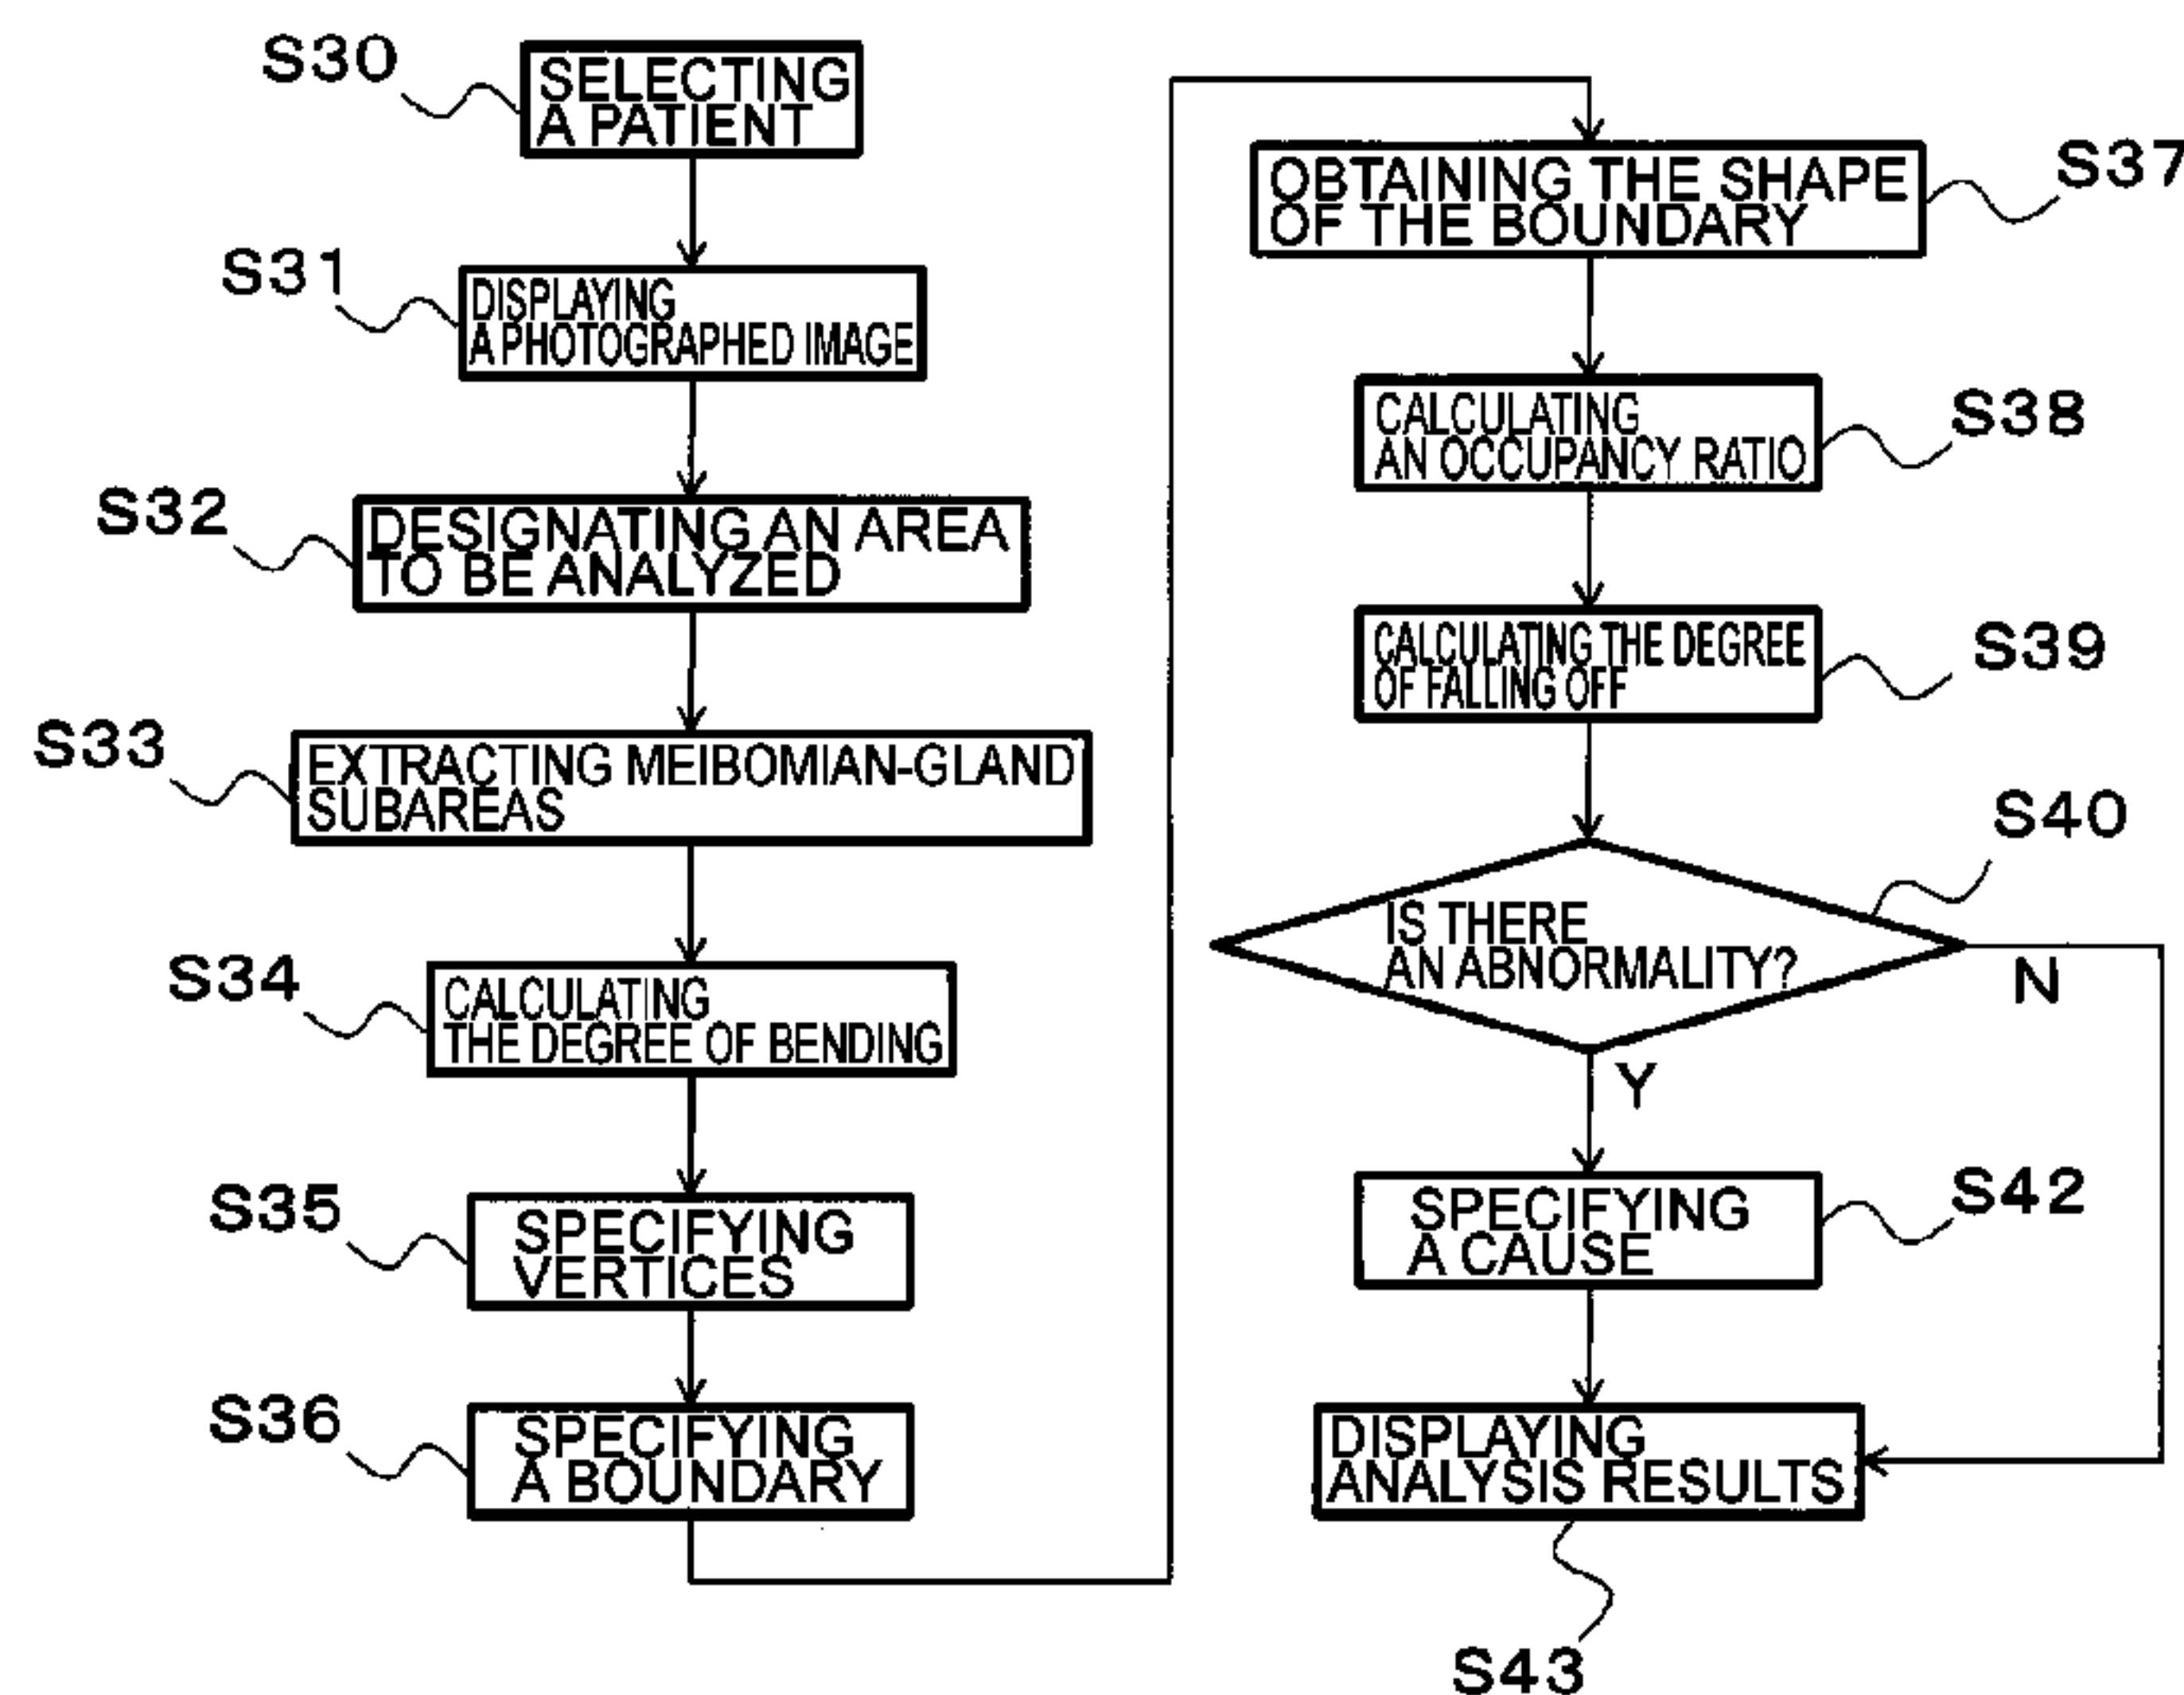 S30
SELECTING
A PATIENT
S31
DISPLAYING
A PHOTOGRAPHED IMAGE
S32
DESIGNATING AN AREA
TO BE ANALYZED
S33
EXTRACTING MEIBOMIAN-GLAND
SUBAREAS
S34
CALCULATING
THE DEGREE OF BENDING
S35
SPECIFYING
VERTICES
S36
SPECIFYING
A BOUNDARY
S37
OBTAINING THE SHAPE
OF THE BOUNDARY
S38
CALCULATING
AN OCCUPANCY RATIO
S39
CALCULATING THE DEGREE
OF FALLING OFF
S40
IS THERE
AN ABNORMALITY?
N
Y
S42
SPECIFYING
A CAUSE
DISPLAYING
ANALYSIS RESULTS
S43